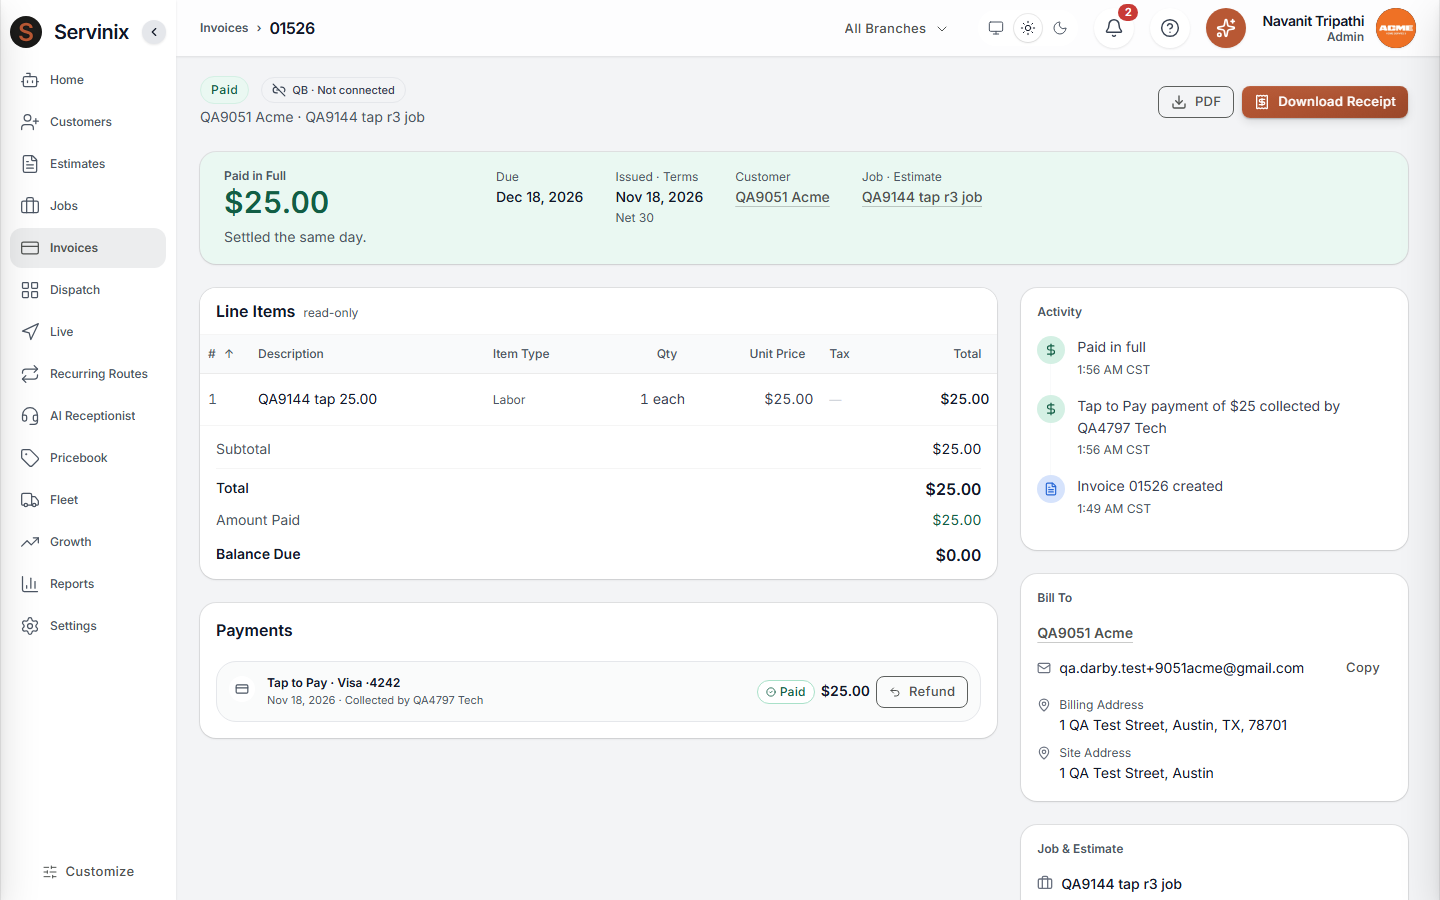 S Servinix
Home
Customers
Estimates
Jobs
Invoices
Dispatch
Live
Recurring Routes
AI Receptionist
Pricebook
Fleet
Growth
Reports
Settings
Customize
Invoices › 01526
All Branches
2
Navanit Tripathi
Admin
ACME
Paid
QB · Not connected
QA9051 Acme · QA9144 tap r3 job
PDF
Download Receipt
Paid in Full
$25.00
Settled the same day.
Due
Dec 18, 2026
Issued · Terms
Nov 18, 2026
Net 30
Customer
QA9051 Acme
Job · Estimate
QA9144 tap r3 job
Line Items read-only
# ↑ Description Item Type Qty Unit Price Tax Total
1 QA9144 tap 25.00 Labor 1 each $25.00 — $25.00
Subtotal $25.00
Total $25.00
Amount Paid $25.00
Balance Due $0.00
Payments
Tap to Pay · Visa ·4242
Nov 18, 2026 · Collected by QA4797 Tech
Paid $25.00 Refund
Activity
Paid in full
1:56 AM CST
Tap to Pay payment of $25 collected by
QA4797 Tech
1:56 AM CST
Invoice 01526 created
1:49 AM CST
Bill To
QA9051 Acme
qa.darby.test+9051acme@gmail.com Copy
Billing Address
1 QA Test Street, Austin, TX, 78701
Site Address
1 QA Test Street, Austin
Job & Estimate
QA9144 tap r3 job